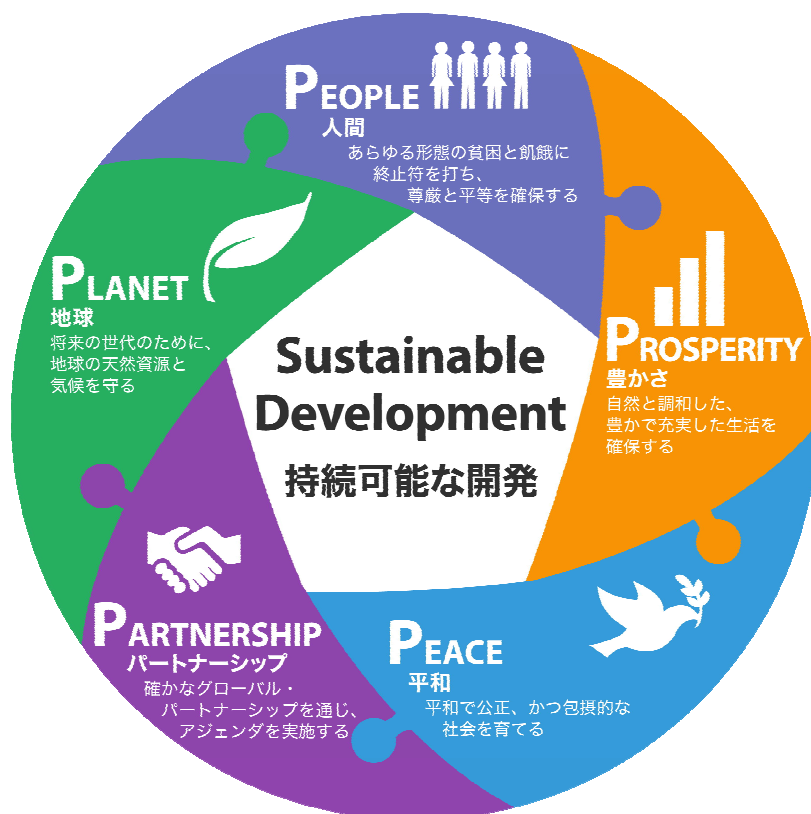 PEOPLE
人間
あらゆる形態の貧困と飢餓に
終止符を打ち、
尊厳と平等を確保する
PROSPERITY
豊かさ
自然と調和した、
豊かで充実した生活を
確保する
PEACE
平和
平和で公正、かつ包摂的な
社会を育てる
PARTNERSHIP
パートナーシップ
確かなグローバル・
パートナーシップを通じ、
アジェンダを実施する
PLANET
地球
将来の世代のために、
地球の天然資源と
気候を守る
Sustainable
Development
持続可能な開発